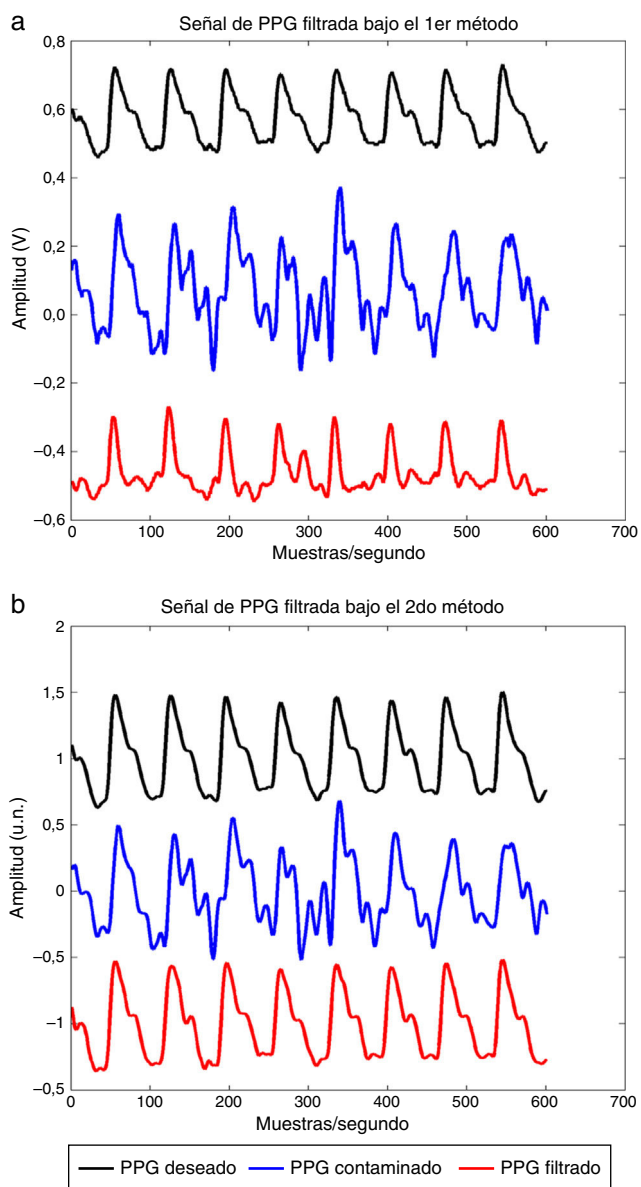 a
Señal de PPG filtrada bajo el 1er método
0,8
0,6
0,4
0,2
0,0
–0,2
–0,4
–0,6
Amplitud (V)
0 100 200 300 400 500 600 700
Muestras/segundo
b
Señal de PPG filtrada bajo el 2do método
2
1,5
1
0,5
0
–0,5
–1
–0,5
Amplitud (u.n.)
0 100 200 300 400 500 600 700
Muestras/segundo
PPG deseado PPG contaminado PPG filtrado